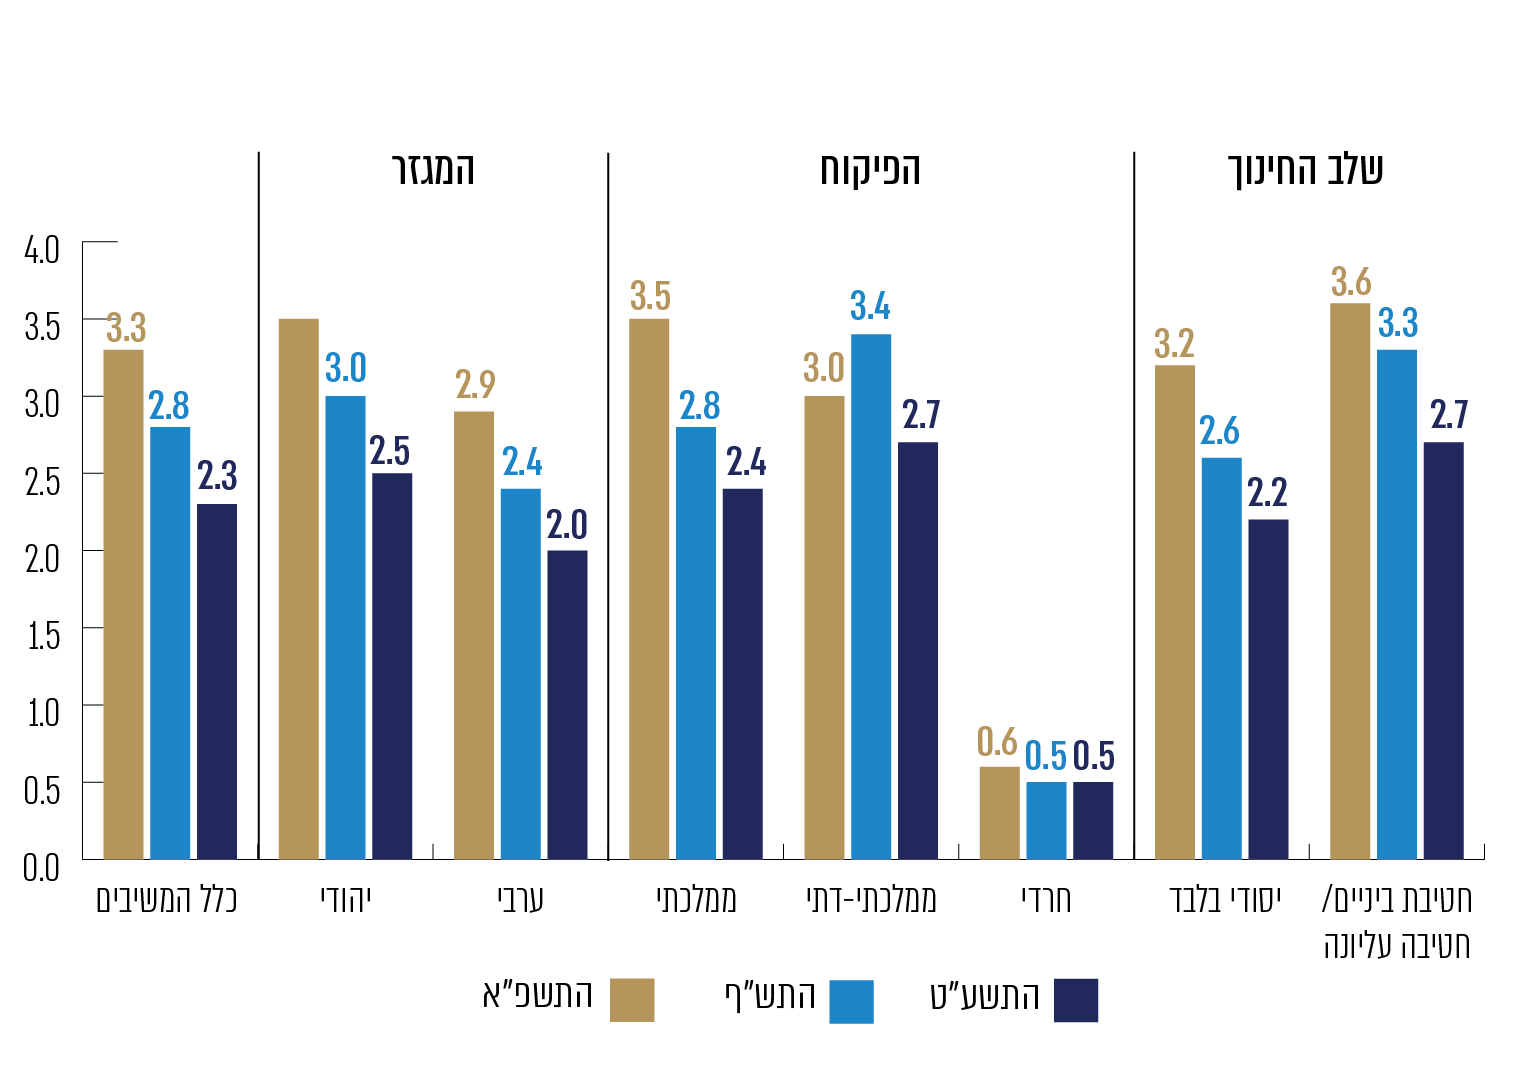 שלב החינוך
הפיקוח
המגזר
4.0
3.5
3.0
2.5
2.0
1.5
1.0
0.5
0.0
3.3
2.8
2.3
3.0
2.5
2.9
2.4
2.0
3.5
2.8
2.4
3.0
3.4
2.7
0.6
0.5
0.5
3.2
2.6
2.2
3.6
3.3
2.7
כלל המשיבים
יהודי
ערבי
ממלכתי
ממלכתי-דתי
חרדי
יסודי בלבד
חטיבת ביניים/
חטיבה עליונה
התשע"ט
התש"ף
התשפ"א